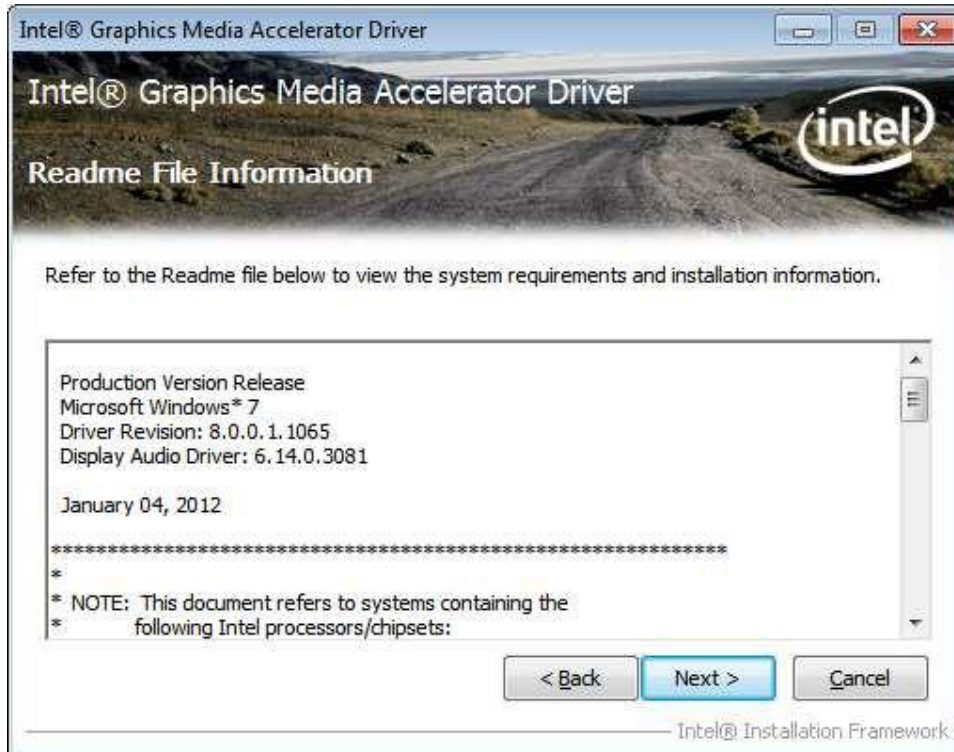 Intel® Graphics Media Accelerator Driver
Intel® Graphics Media Accelerator Driver
intel
Readme File Information
Refer to the Readme file below to view the system requirements and installation information.
Production Version Release
Microsoft Windows* 7
Driver Revision: 8.0.0.1.1065
Display Audio Driver: 6.14.0.3081
January 04, 2012
************************************************************
*
* NOTE: This document refers to systems containing the
* following Intel processors/chipsets:
< Back Next > Cancel
Intel® Installation Framework